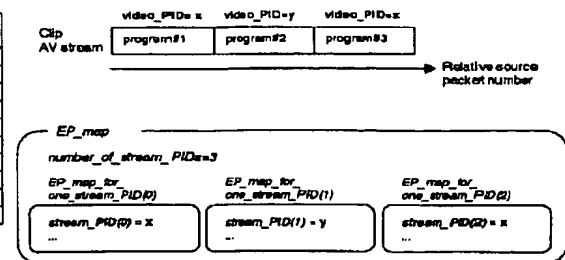 video_PID= x video_PID=y video_PID=x
Clip
AV stream
program#1 program#2 program#3
Relative source
packet number
EP_map
number_of_stream_PIDs=3
EP_map_for_
one_stream_PID(0)
EP_map_for_
one_stream_PID(1)
EP_map_for_
one_stream_PID(2)
stream_PID(0) = x
...
stream_PID(1) = y
...
stream_PID(2) = x
...